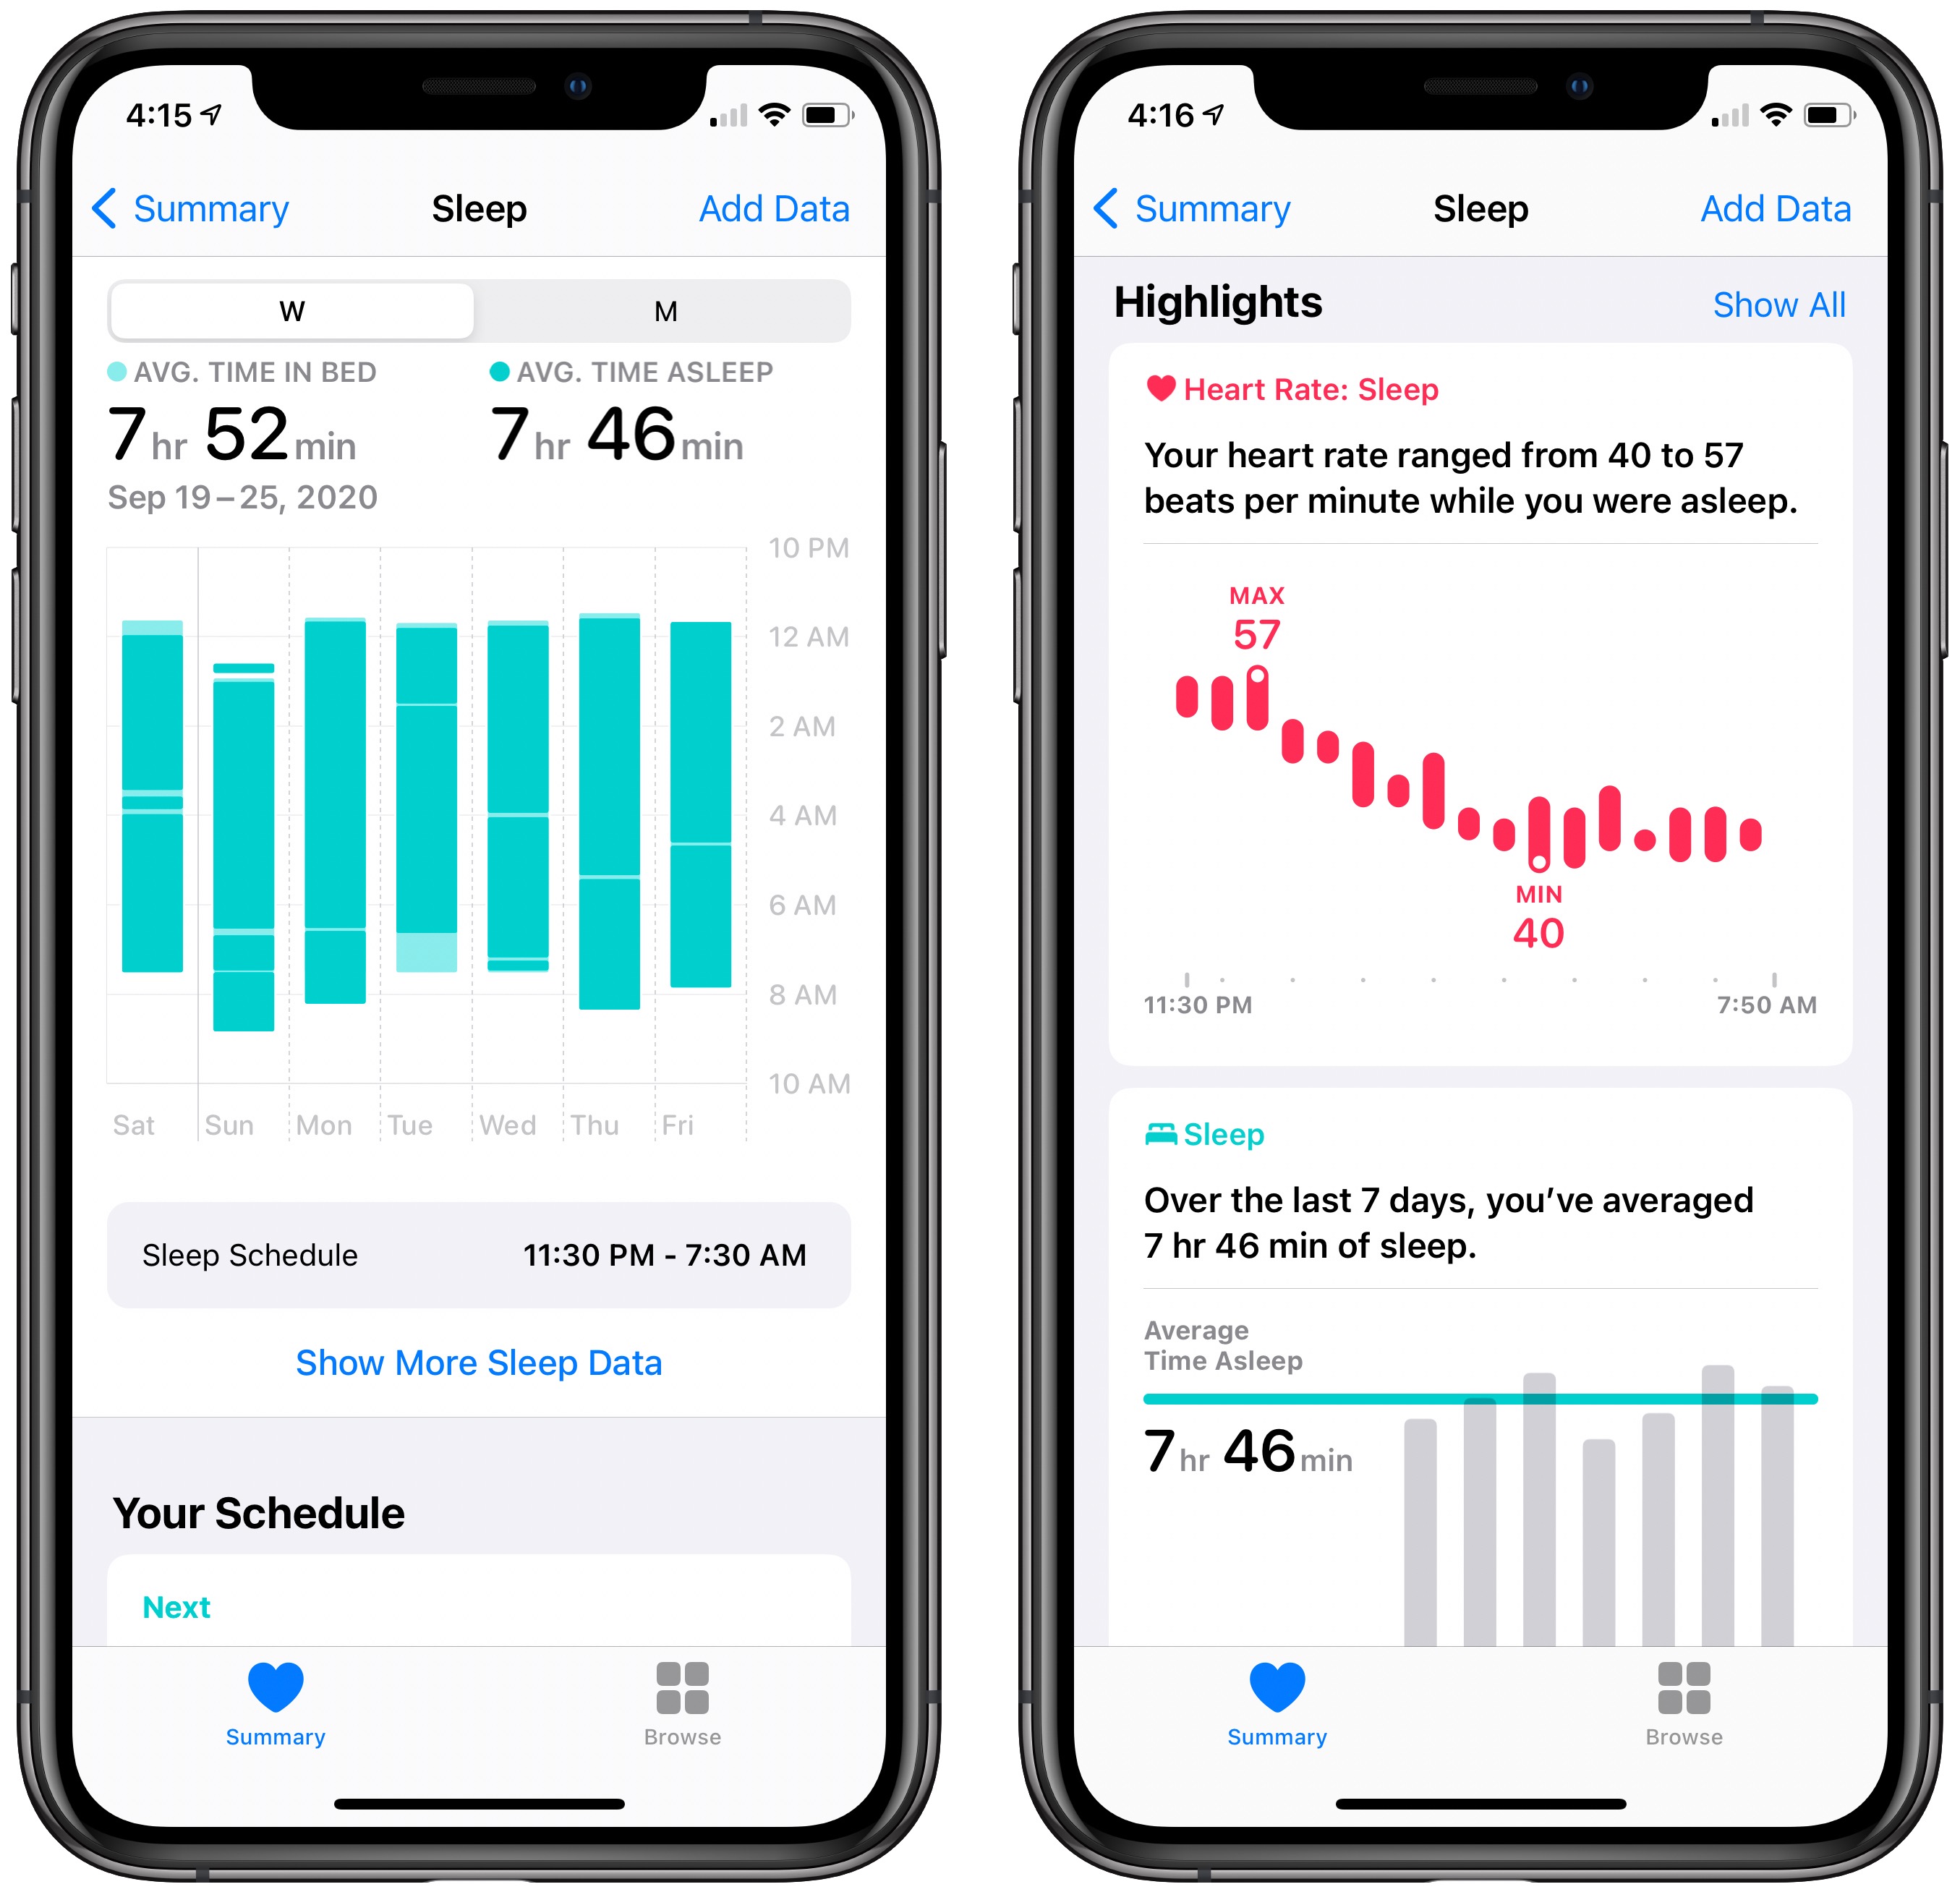 4:15
Summary
Sleep
Add Data
W
M
AVG. TIME IN BED
AVG. TIME ASLEEP
7 hr 52 min
7 hr 46 min
Sep 19–25, 2020
10 PM
12 AM
2 AM
4 AM
6 AM
8 AM
10 AM
Sat
Sun
Mon
Tue
Wed
Thu
Fri
Sleep Schedule
11:30 PM - 7:30 AM
Show More Sleep Data
Your Schedule
Next
Summary
Browse
4:16
Summary
Sleep
Add Data
Highlights
Show All
Heart Rate: Sleep
Your heart rate ranged from 40 to 57
beats per minute while you were asleep.
MAX
57
MIN
40
11:30 PM
7:50 AM
Sleep
Over the last 7 days, you’ve averaged
7 hr 46 min of sleep.
Average
Time Asleep
7 hr 46 min
Summary
Browse